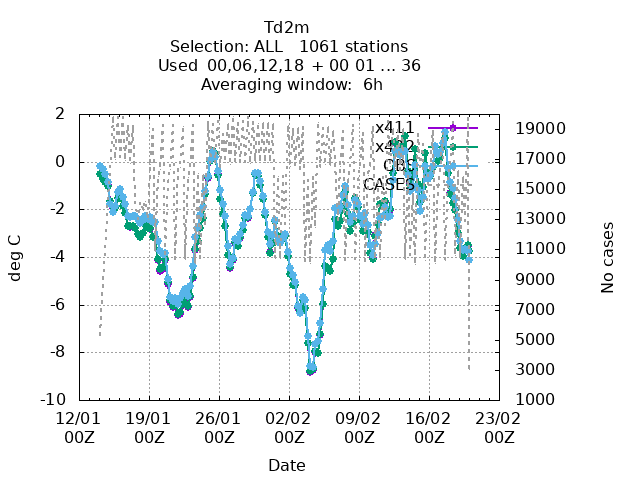 Td2m
Selection: ALL   1061 stations
Used  00,06,12,18 + 00 01 ... 36
Averaging window:  6h
x411
x412
OBS
CASES
2
0
-2
-4
-6
-8
-10
deg C
19000
17000
15000
13000
11000
9000
7000
5000
3000
1000
No cases
12/01 19/01 26/01 02/02 09/02 16/02 23/02
00Z 00Z 00Z 00Z 00Z 00Z 00Z
Date